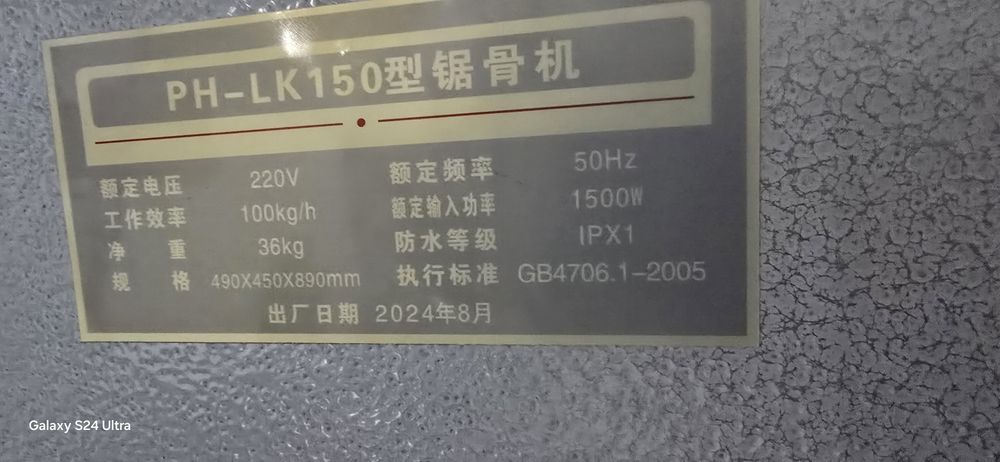 PH-LK150型锯骨机
额定电压 220V 额定频率 50Hz
工作效率 100kg/h 额定输入功率 1500W
净重 36kg 防水等级 IPX1
规格 490X450X890mm 执行标准 GB4706.1-2005
出厂日期 2024年8月
Galaxy S24 Ultra